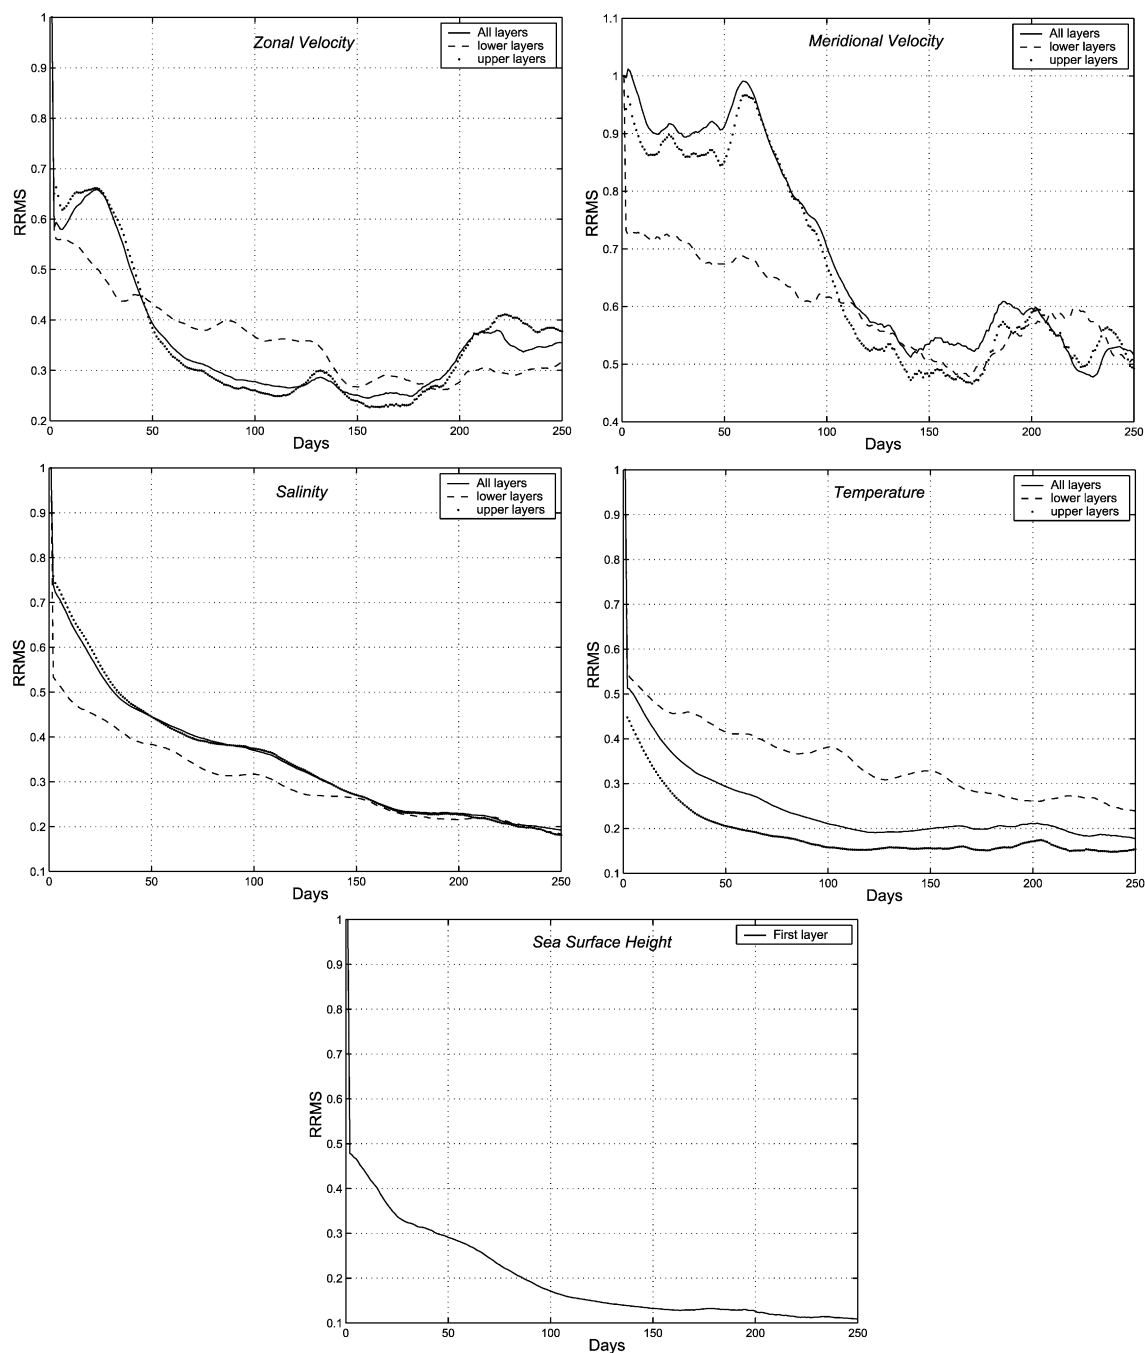 Zonal Velocity
All layers
lower layers
upper layers
1
0.9
0.8
0.7
0.6
0.5
0.4
0.3
0.2
RRMS
0 50 100 150 200 250
Days
Meridional Velocity
All layers
lower layers
upper layers
1.1
1
0.9
0.8
0.7
0.6
0.5
0.4
RRMS
0 50 100 150 200 250
Days
Salinity
All layers
lower layers
upper layers
1
0.9
0.8
0.7
0.6
0.5
0.4
0.3
0.2
0.1
RRMS
0 50 100 150 200 250
Days
Temperature
All layers
lower layers
upper layers
1
0.9
0.8
0.7
0.6
0.5
0.4
0.3
0.2
0.1
RRMS
0 50 100 150 200 250
Days
Sea Surface Height
First layer
1
0.9
0.8
0.7
0.6
0.5
0.4
0.3
0.2
0.1
RRMS
0 50 100 150 200 250
Days